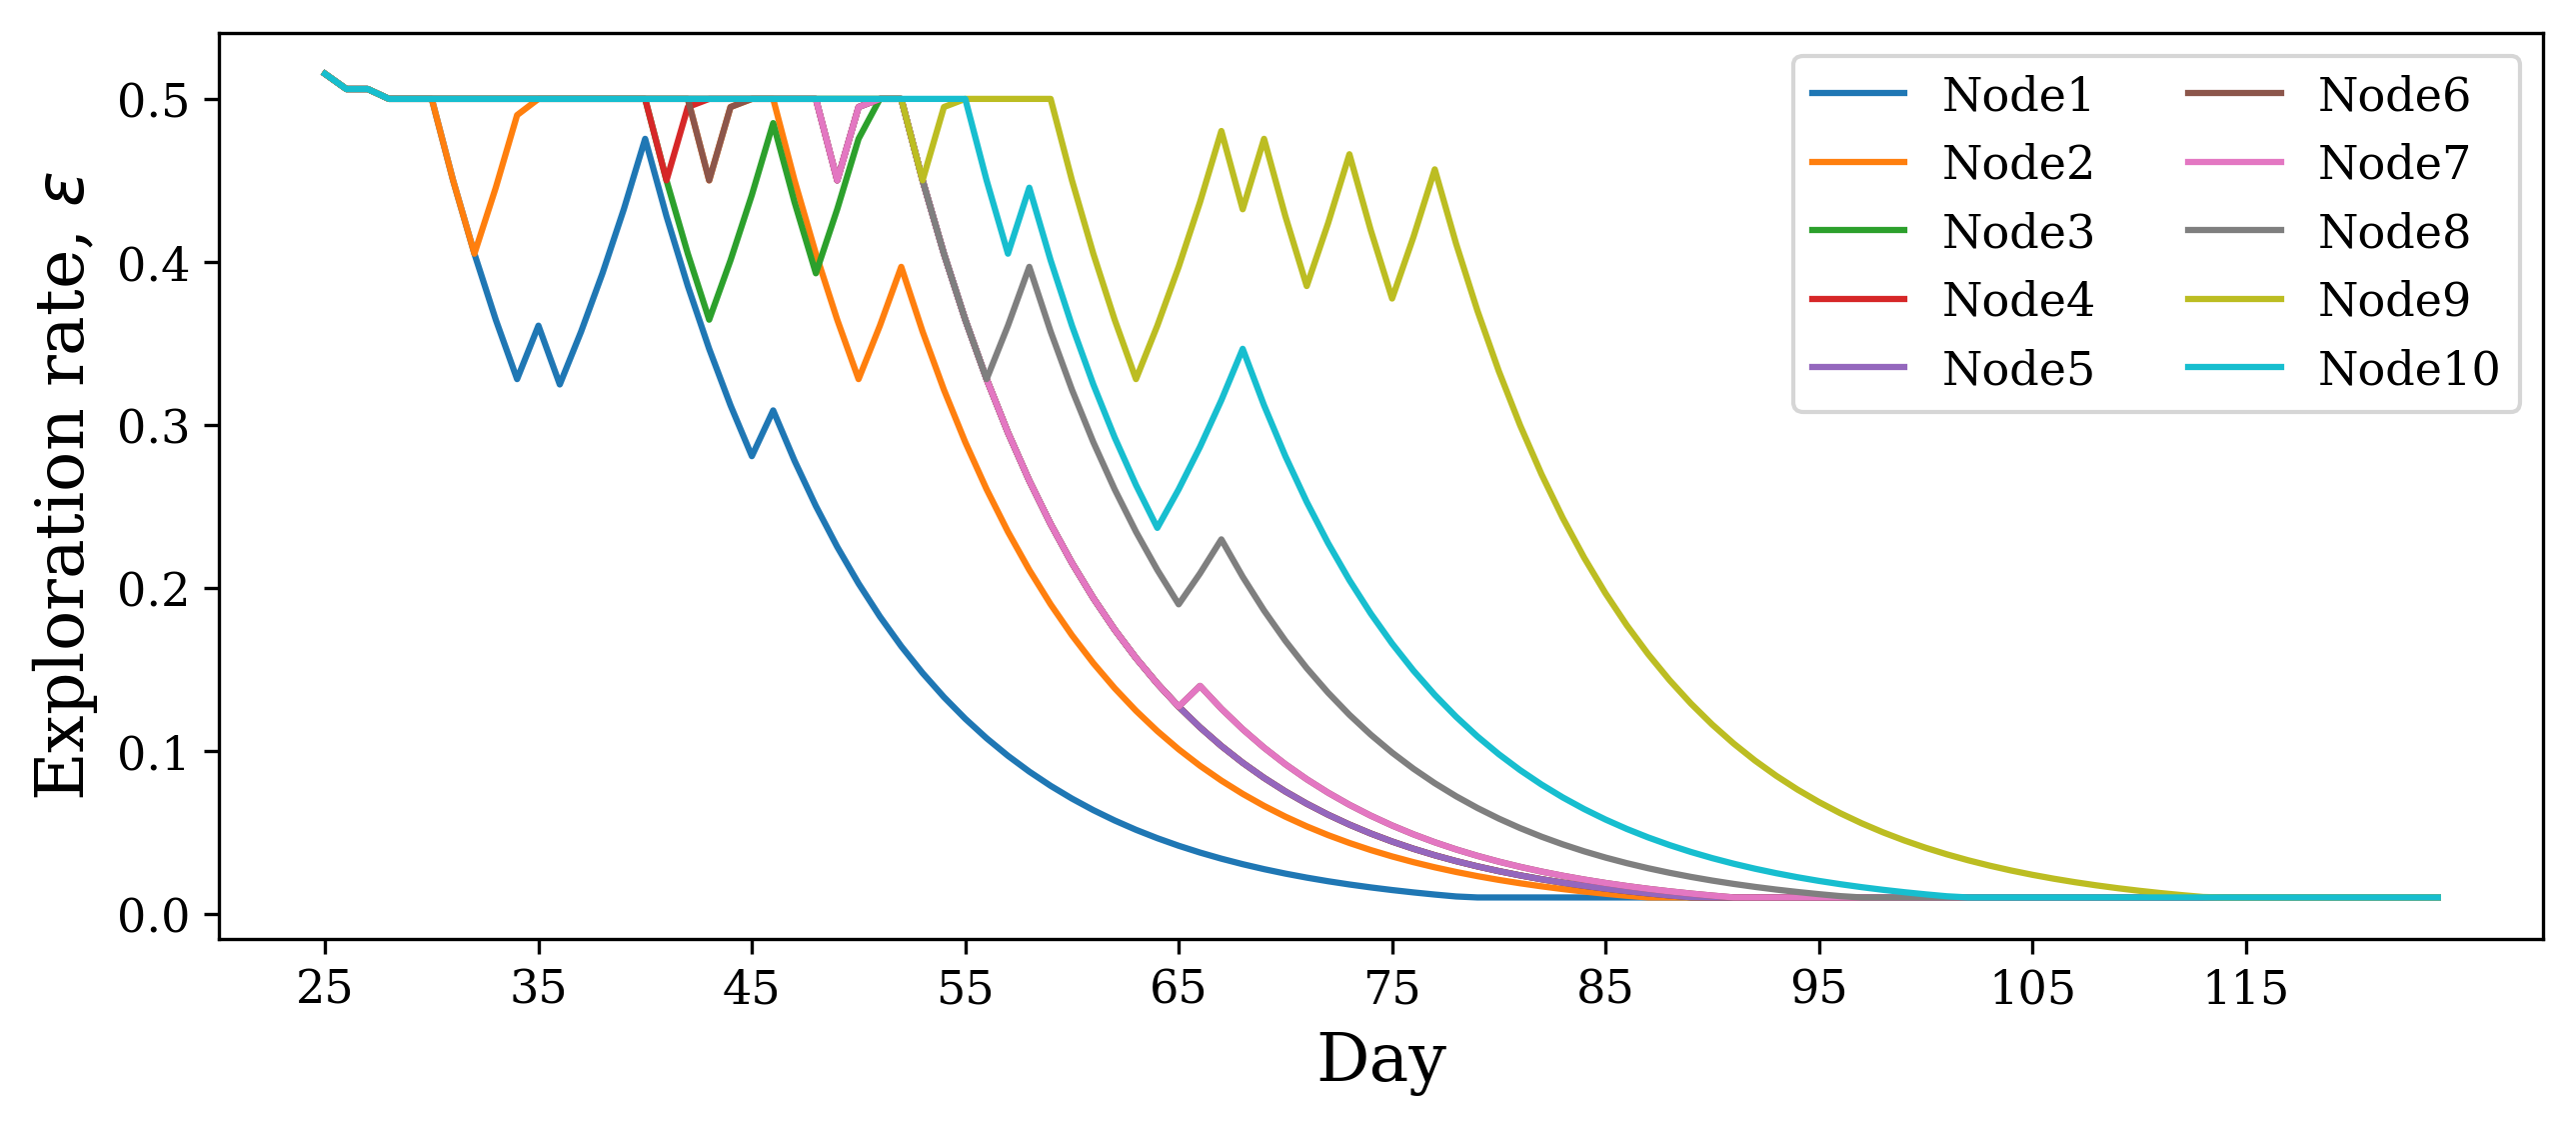 Exploration rate, ε
0.5
0.4
0.3
0.2
0.1
0.0
Node1 Node6
Node2 Node7
Node3 Node8
Node4 Node9
Node5 Node10
25 35 45 55 65 75 85 95 105 115
Day